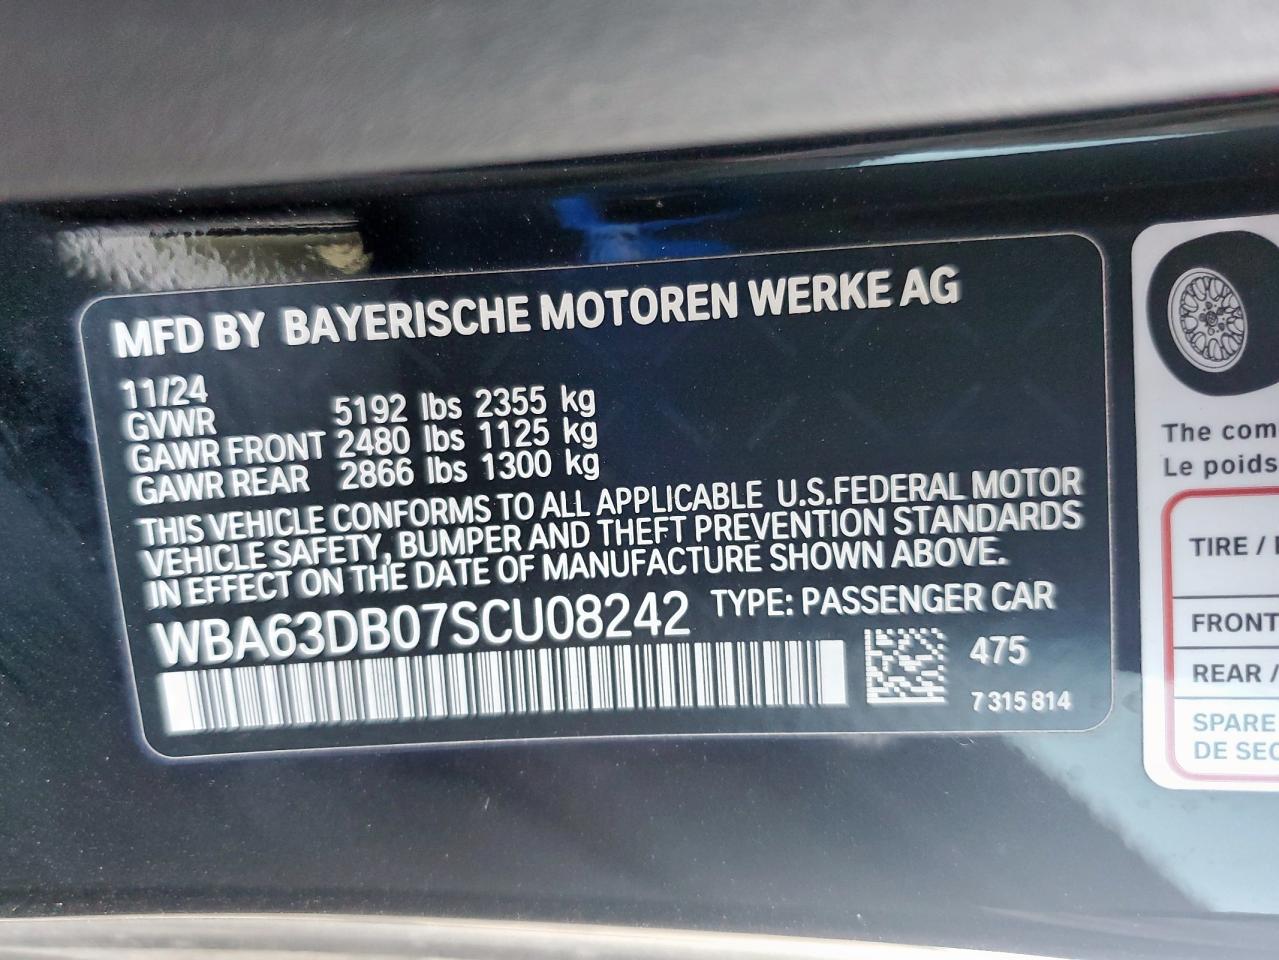 MFD BY BAYERISCHE MOTOREN WERKE AG
11/24
GVWR 5192 lbs 2355 kg
GAWR FRONT 2480 lbs 1125 kg
GAWR REAR 2866 lbs 1300 kg
THIS VEHICLE CONFORMS TO ALL APPLICABLE U.S.FEDERAL MOTOR
VEHICLE SAFETY, BUMPER AND THEFT PREVENTION STANDARDS
IN EFFECT ON THE DATE OF MANUFACTURE SHOWN ABOVE.
WBA63DB07SCU08242 TYPE: PASSENGER CAR
475
7 315 814
The com
Le poids
TIRE /
FRONT
REAR /
SPARE
DE SEC